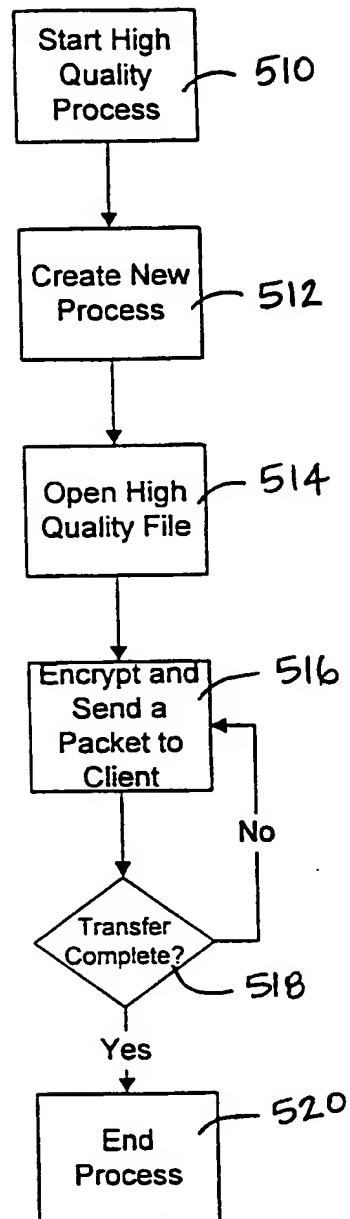 Start High
Quality
Process
510
Create New
Process
512
Open High
Quality File
514
Encrypt and
Send a
Packet to
Client
516
No
Transfer
Complete?
518
Yes
End
Process
520